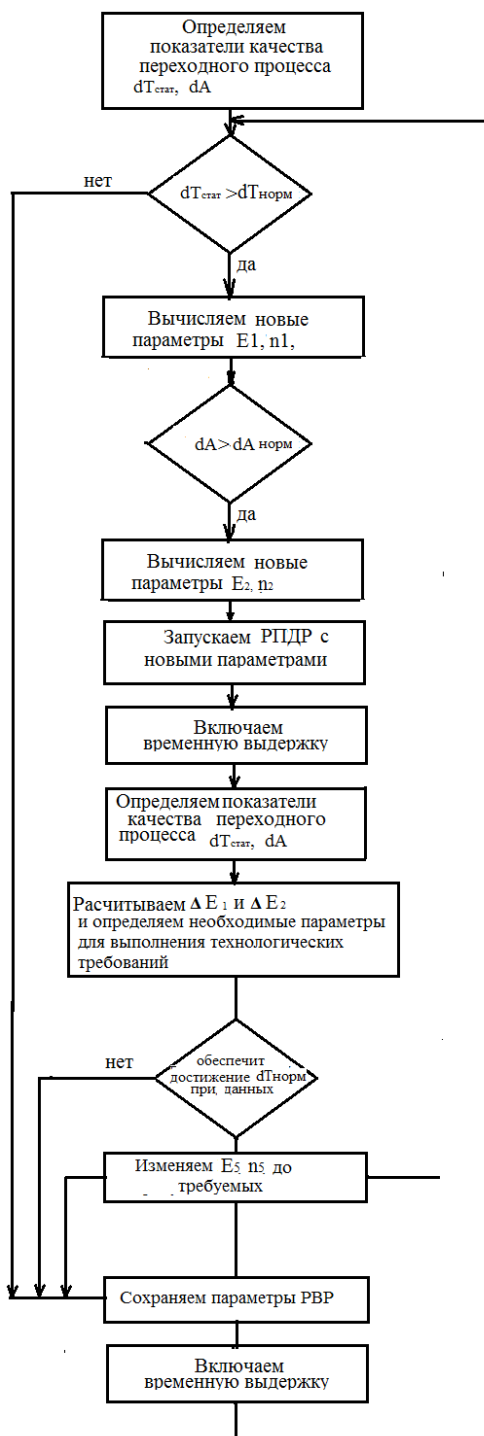 Определяем
показатели качества
переходного процесса
dTстат, dA
нет
dTстат >dTнорм
да
Вычисляем новые
параметры E1, n1,
dA>dA норм
да
Вычисляем новые
параметры E2, n2
Запускаем РПДР с
новыми параметрами
Включаем
временную выдержку
Определяем показатели
качества переходного
процесса dTстат, dA
Расчитываем Δ E 1 и Δ E 2
и определяем необходимые параметры
для выполнения технологических
требований
нет
обеспечит
достижение dTнорм
при, данных
Изменяем E5, n5, до
требуемых
Сохраняем параметры РВР
Включаем
временную выдержку